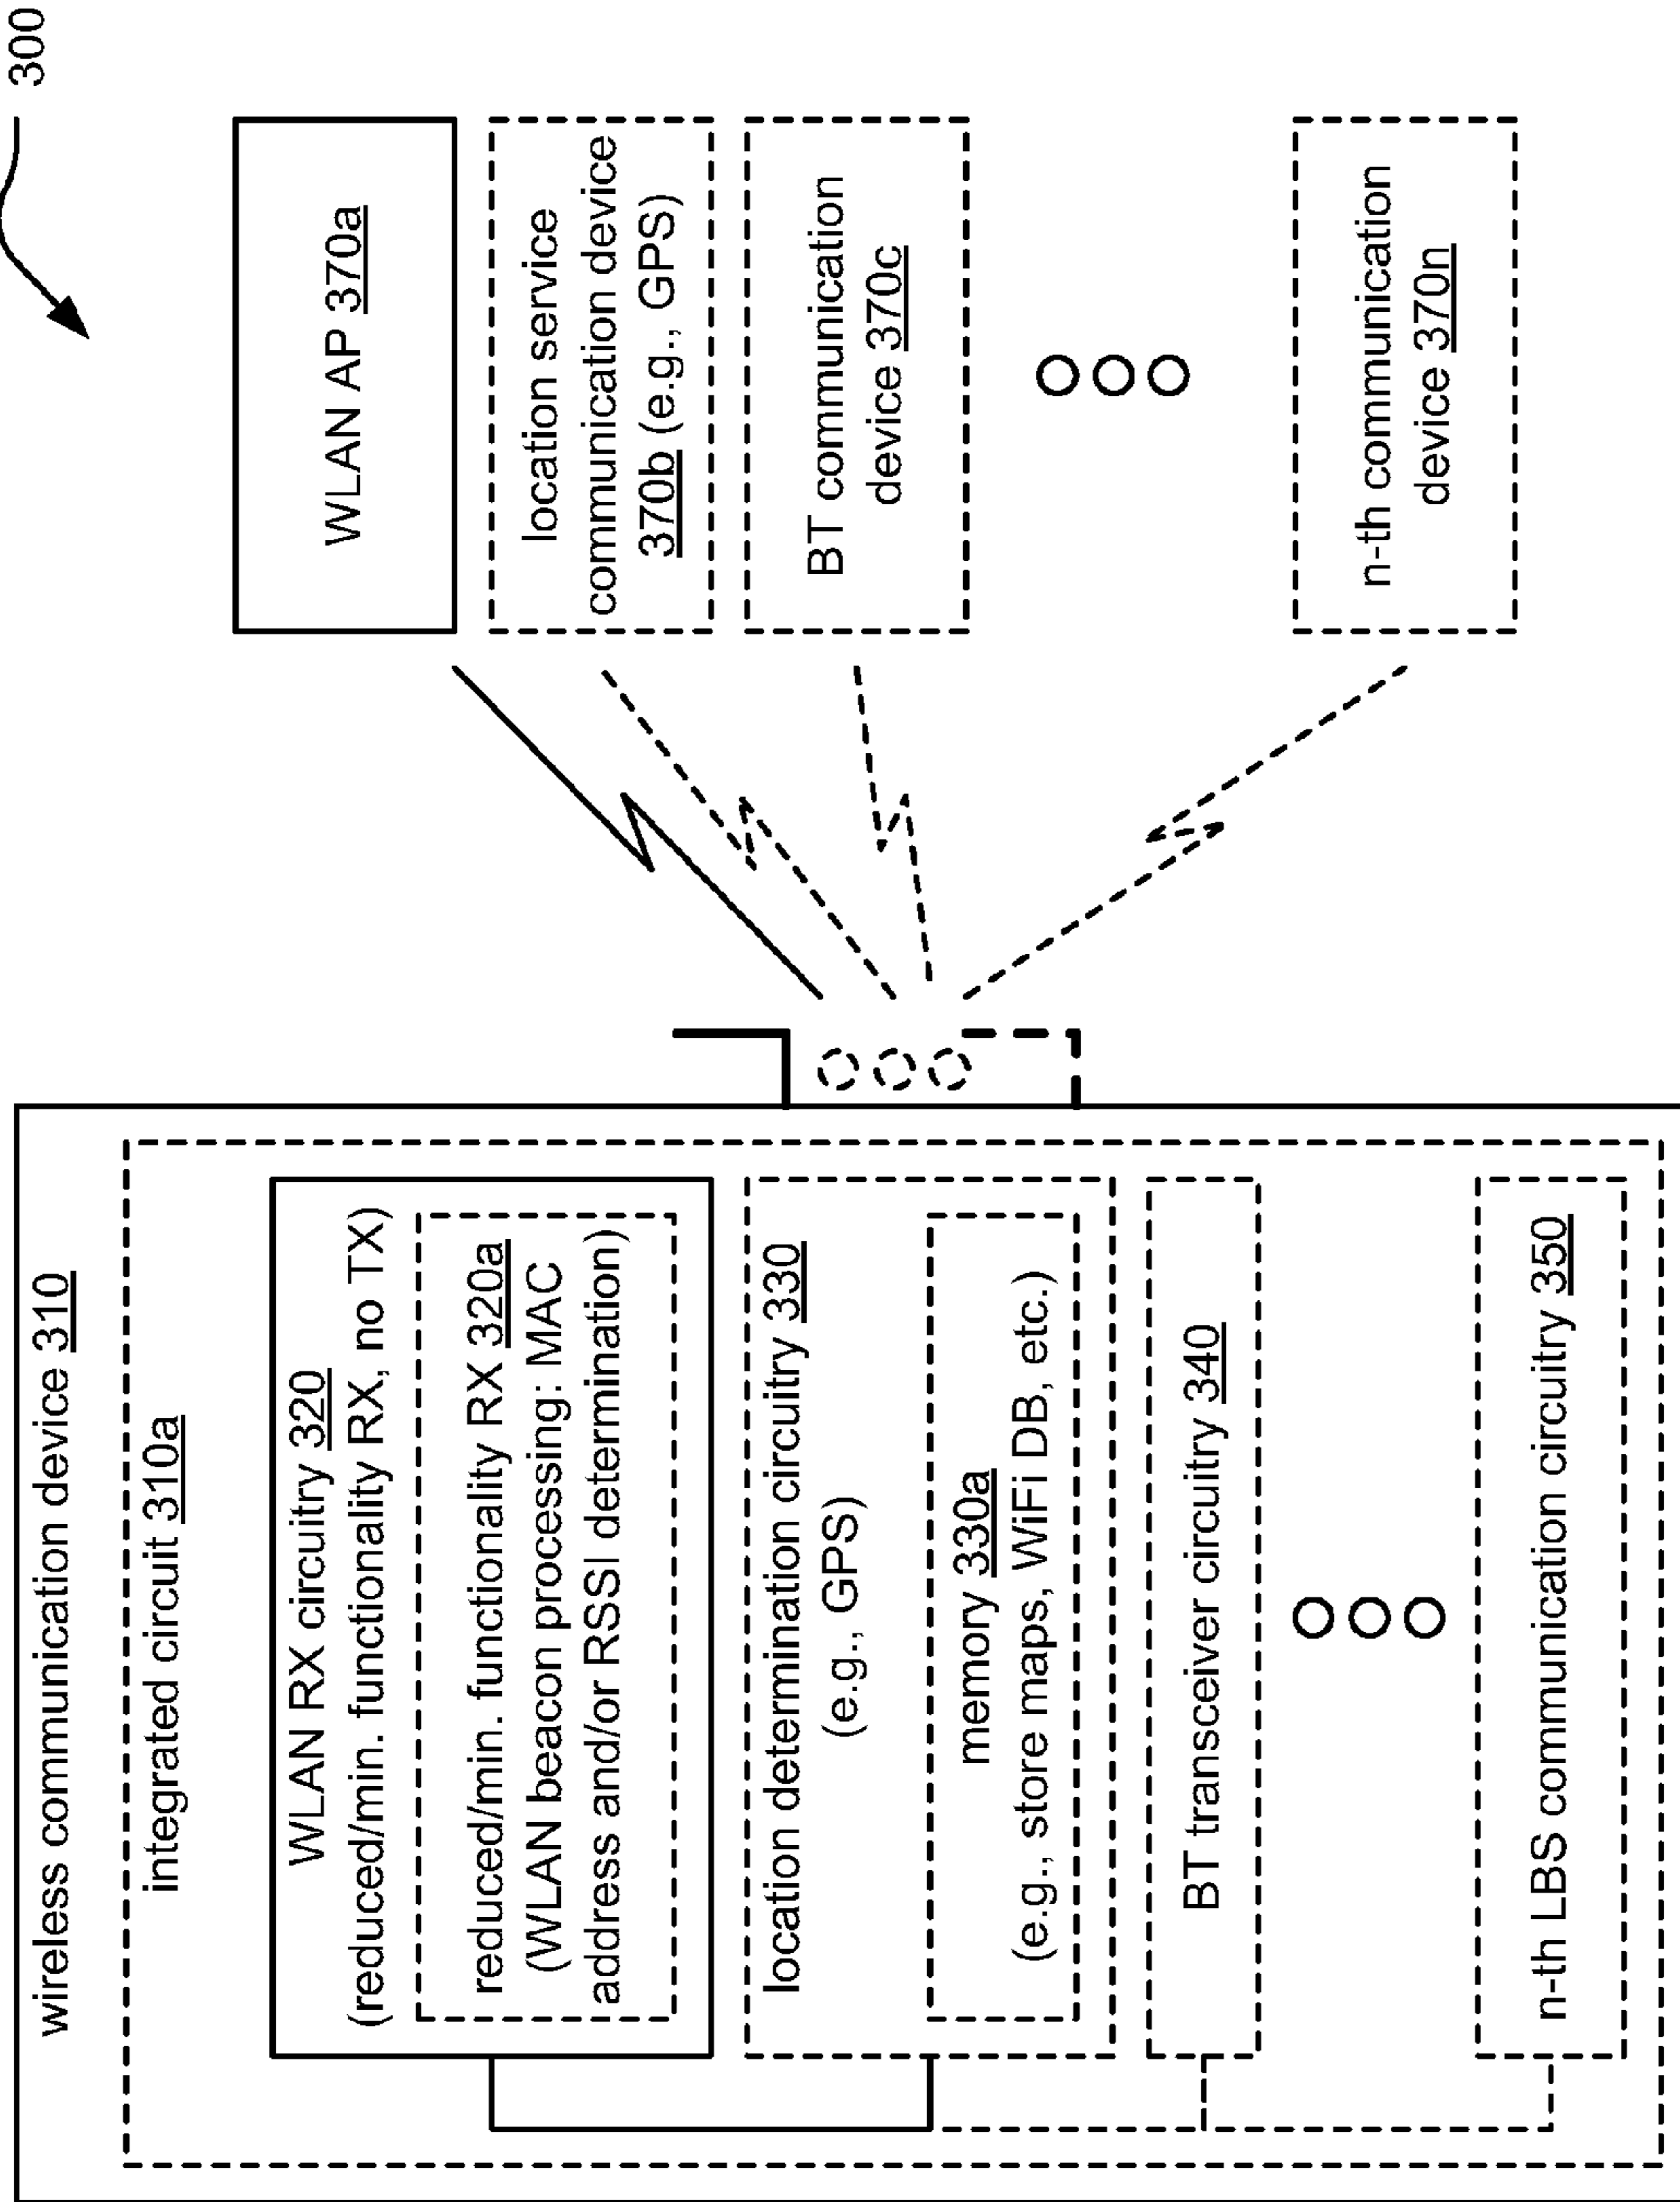 300
wireless communication device 310
integrated circuit 310a
WLAN RX circuitry 320
(reduced/min. functionality RX, no TX)
reduced/min. functionality RX 320a
(WLAN beacon processing: MAC
address and/or RSSI determination)
location determination circuitry 330
(e.g., GPS)
memory 330a
(e.g., store maps, WiFi DB, etc.)
BT transceiver circuitry 340
n-th LBS communication circuitry 350
WLAN AP 370a
location service
communication device
370b (e.g., GPS)
BT communication
device 370c
n-th communication
device 370n